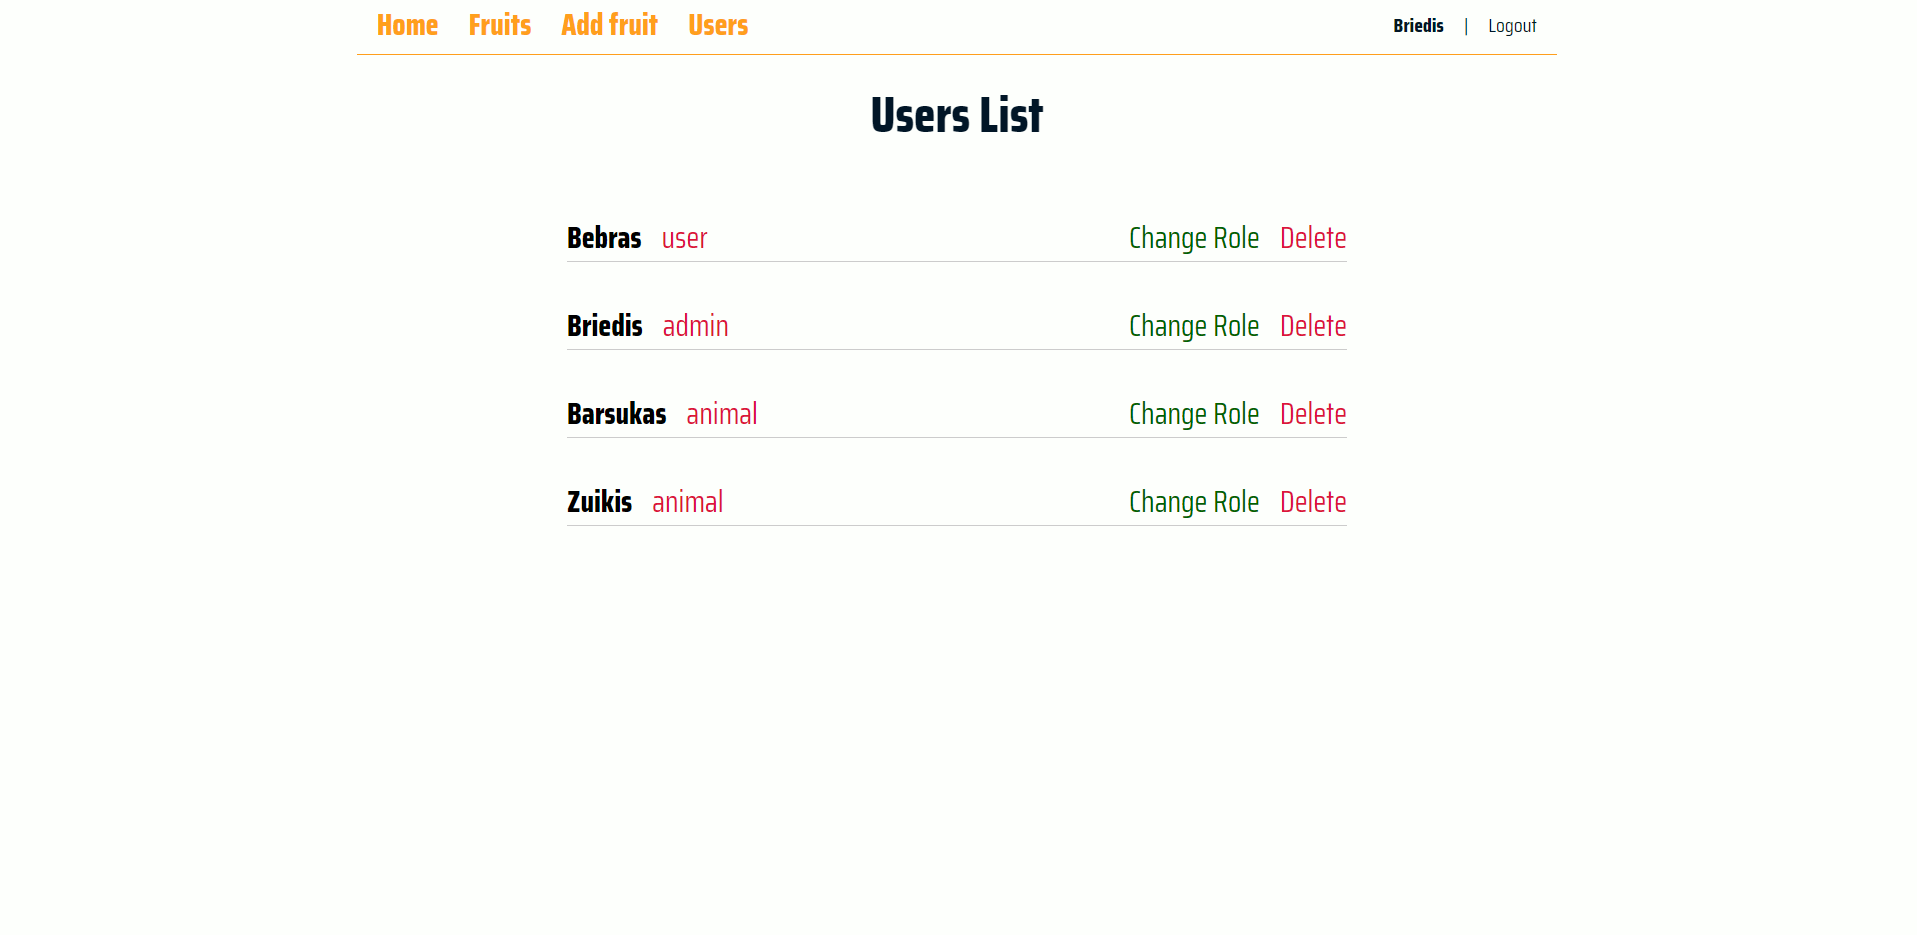 Home Fruits Add fruit Users Briedis | Logout
Users List
Bebras user Change Role Delete
Briedis admin Change Role Delete
Barsukas animal Change Role Delete
Zuikis animal Change Role Delete